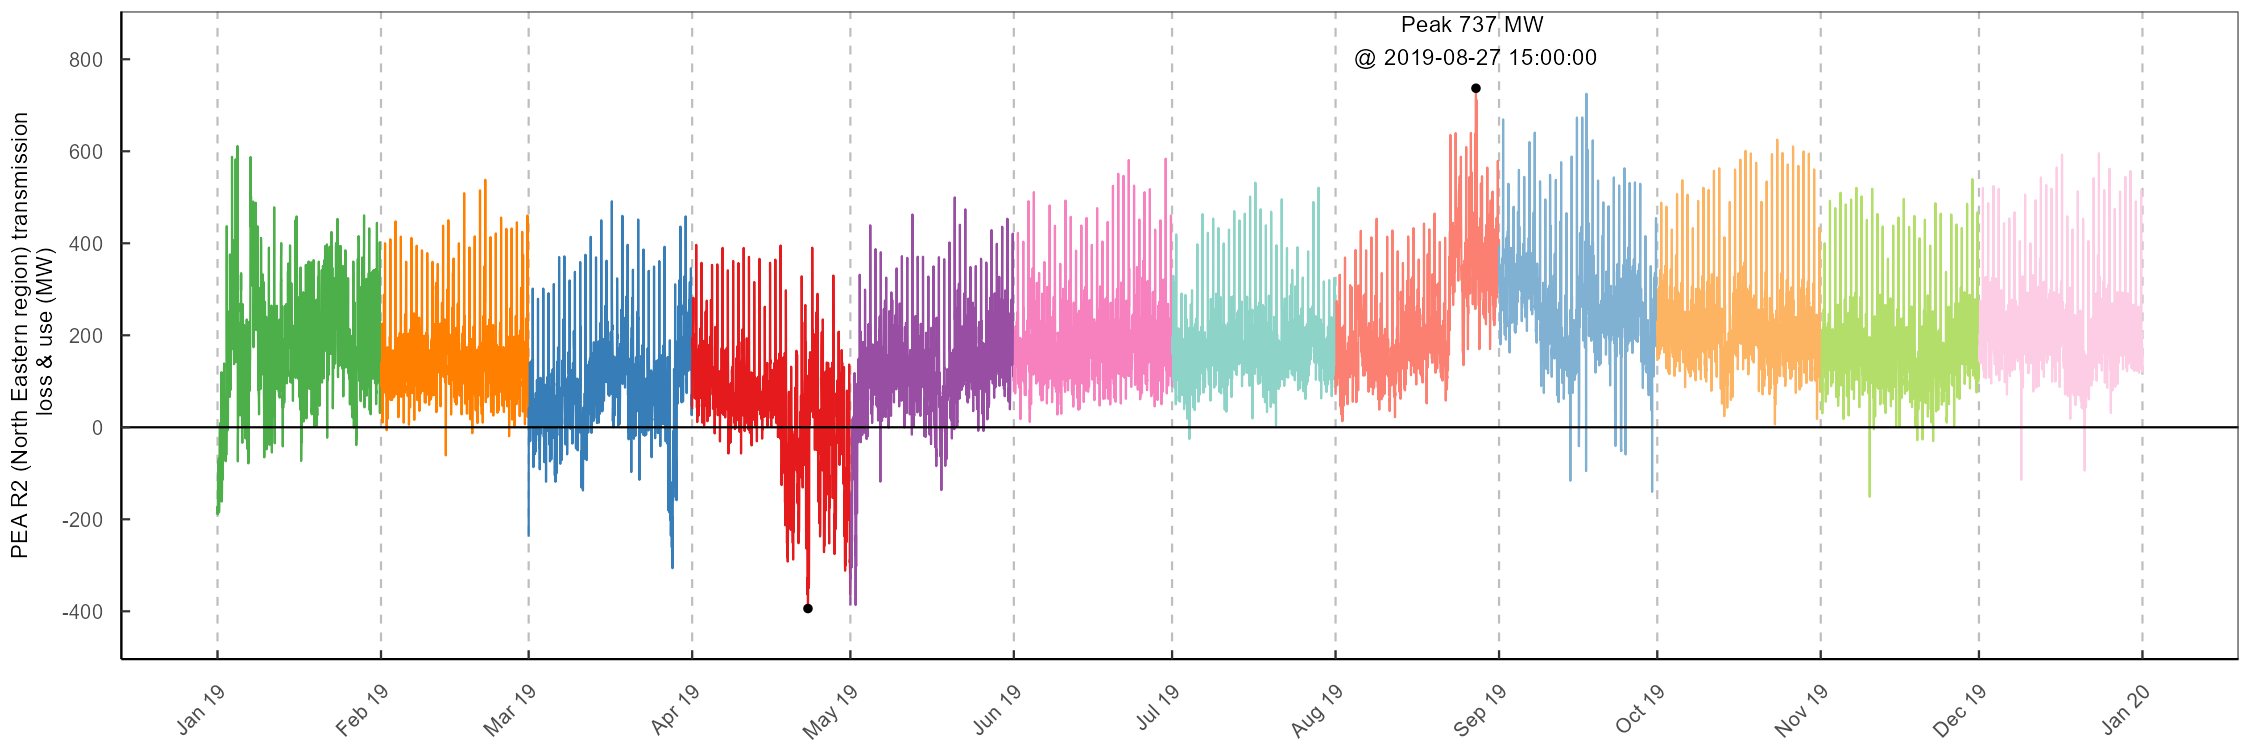 Peak 737 MW
@ 2019-08-27 15:00:00
PEA R2 (North Eastern region) transmission
loss & use (MW)
800
600
400
200
0
-200
-400
Jan 19
Feb 19
Mar 19
Apr 19
May 19
Jun 19
Jul 19
Aug 19
Sep 19
Oct 19
Nov 19
Dec 19
Jan 20